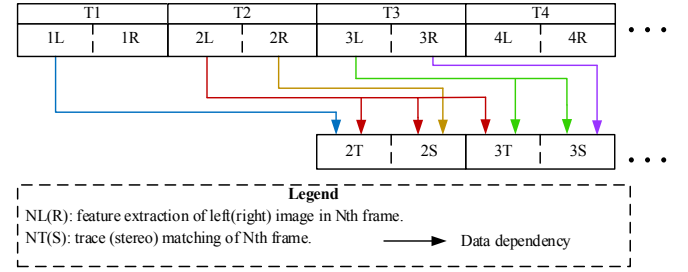 T1 T2 T3 T4
1L 1R 2L 2R 3L 3R 4L 4R ...
2T 2S 3T 3S ...
Legend
NL(R): feature extraction of left(right) image in Nth frame.
NT(S): trace (stereo) matching of Nth frame. Data dependency